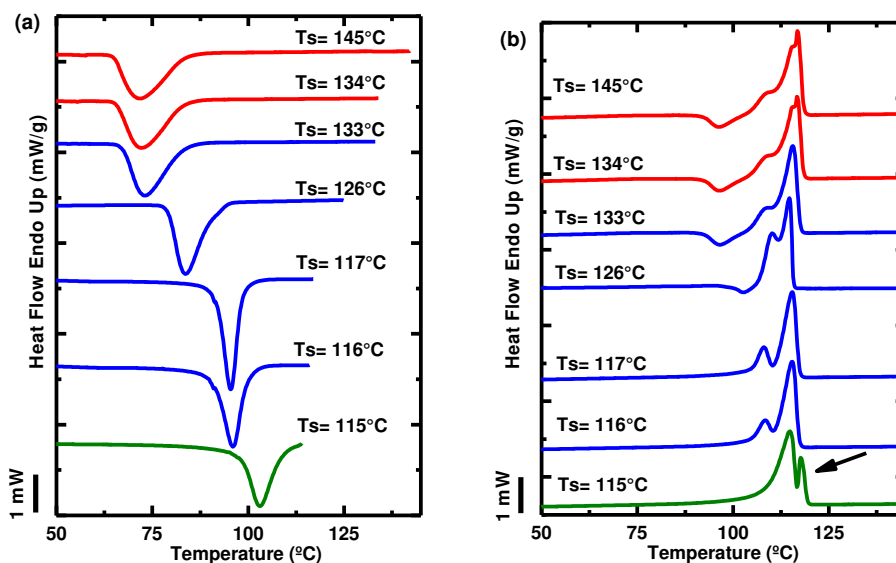 (a)
Ts= 145°C
Ts= 134°C
Ts= 133°C
Ts= 126°C
Ts= 117°C
Ts= 116°C
Ts= 115°C
Heat Flow Endo Up (mW/g)
1 mW
50 75 100 125
Temperature (ºC)
(b)
Ts= 145°C
Ts= 134°C
Ts= 133°C
Ts= 126°C
Ts= 117°C
Ts= 116°C
Ts= 115°C
Heat Flow Endo Up (mW/g)
1 mW
50 75 100 120
Temperature (ºC)